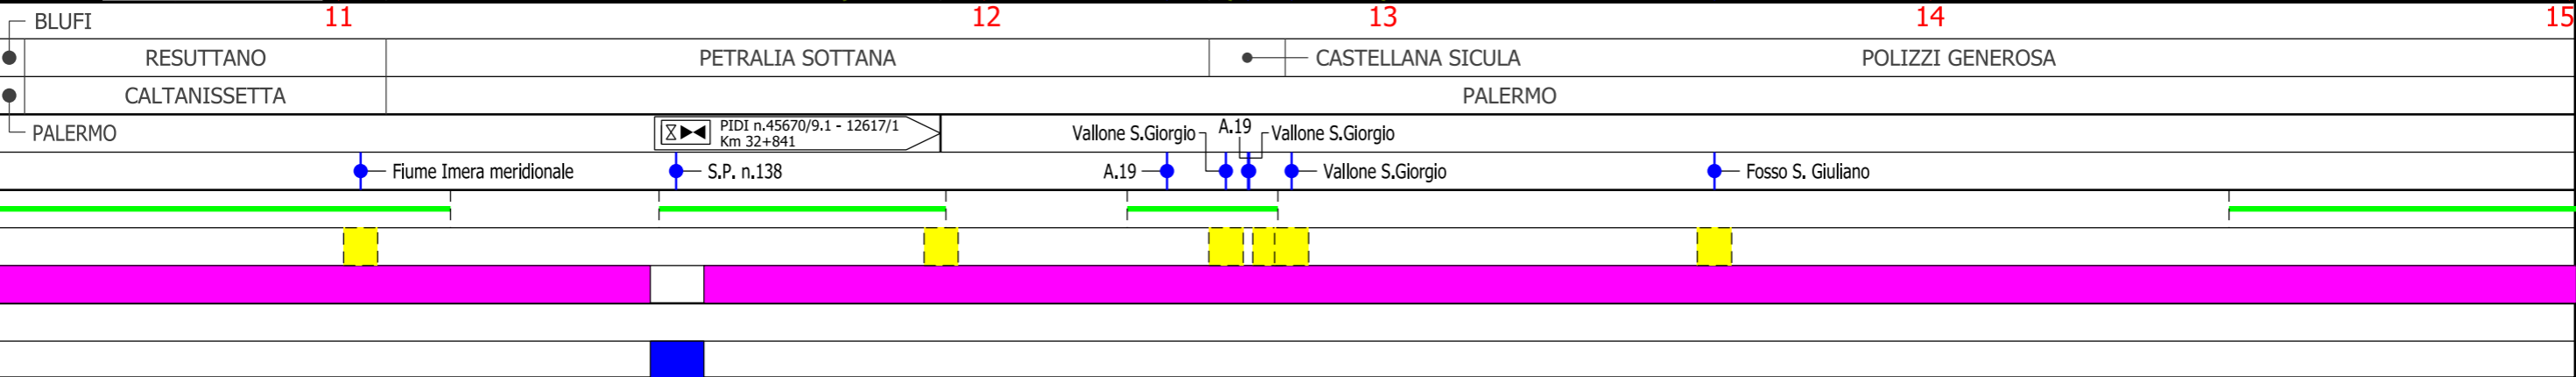 BLUFI 11 12 13 14 15
RESUTTANO PETRALIA SOTTANA CASTELLANA SICULA POLIZZI GENEROSA
CALTANISSETTA PALERMO
PALERMO
PIDI n.45670/9.1 - 12617/1
Km 32+841
Vallone S.Giorgio A.19 Vallone S.Giorgio
Fiume Imera meridionale S.P. n.138 A.19 Vallone S.Giorgio Fosso S. Giuliano